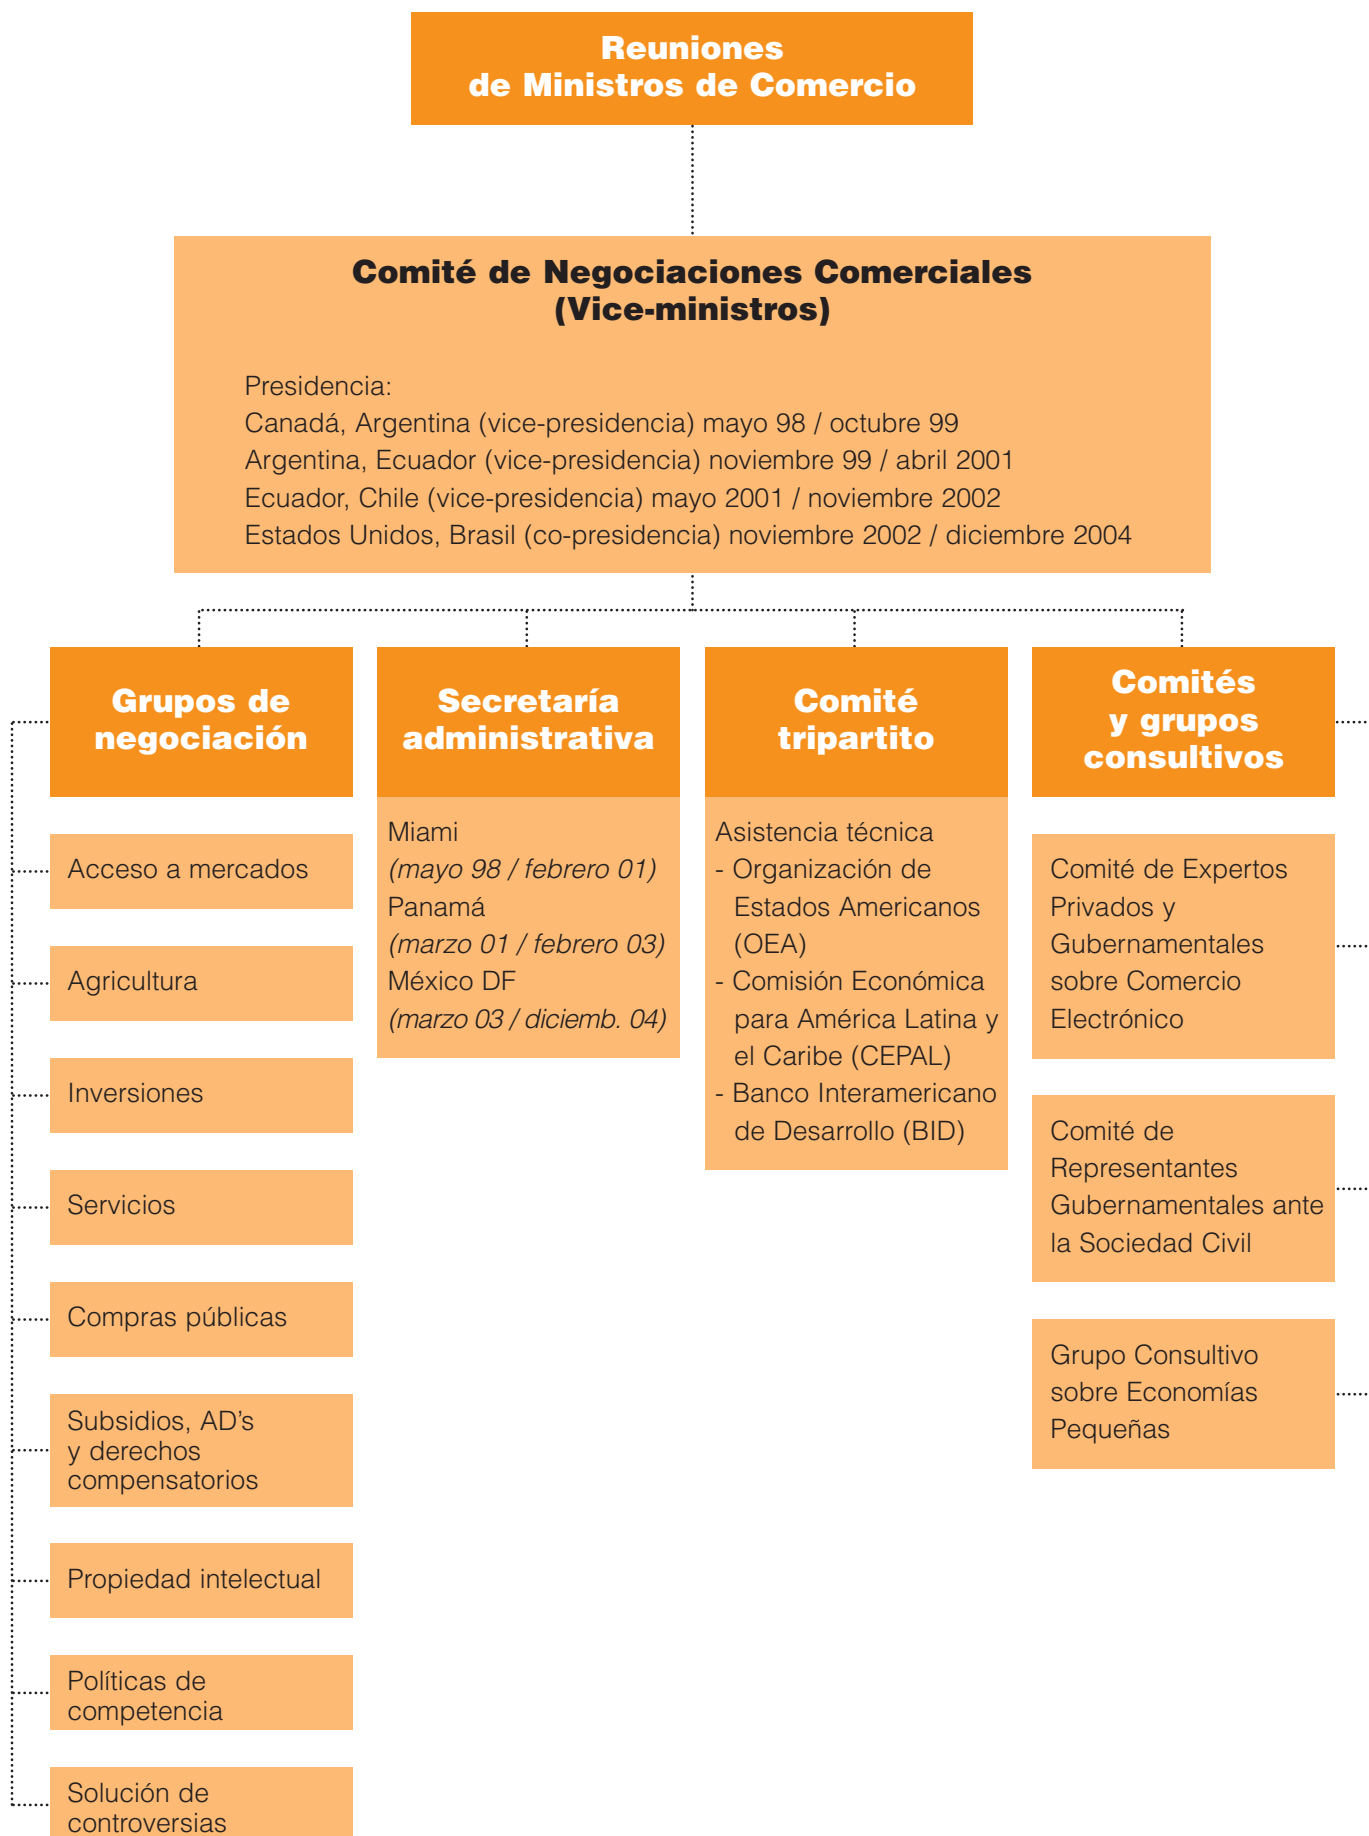 Reuniones
de Ministros de Comercio
Comité de Negociaciones Comerciales
(Vice-ministros)
Presidencia:
Canadá, Argentina (vice-presidencia) mayo 98 / octubre 99
Argentina, Ecuador (vice-presidencia) noviembre 99 / abril 2001
Ecuador, Chile (vice-presidencia) mayo 2001 / noviembre 2002
Estados Unidos, Brasil (co-presidencia) noviembre 2002 / diciembre 2004
Grupos de
negociación
Acceso a mercados
Agricultura
Inversiones
Servicios
Compras públicas
Subsidios, AD’s
y derechos
compensatorios
Propiedad intelectual
Políticas de
competencia
Solución de
controversias
Secretaría
administrativa
Miami
(mayo 98 / febrero 01)
Panamá
(marzo 01 / febrero 03)
México DF
(marzo 03 / diciemb. 04)
Comité
tripartito
Asistencia técnica
- Organización de
Estados Americanos
(OEA)
- Comisión Económica
para América Latina y
el Caribe (CEPAL)
- Banco Interamericano
de Desarrollo (BID)
Comités
y grupos
consultivos
Comité de Expertos
Privados y
Gubernamentales
sobre Comercio
Electrónico
Comité de
Representantes
Gubernamentales ante
la Sociedad Civil
Grupo Consultivo
sobre Economías
Pequeñas